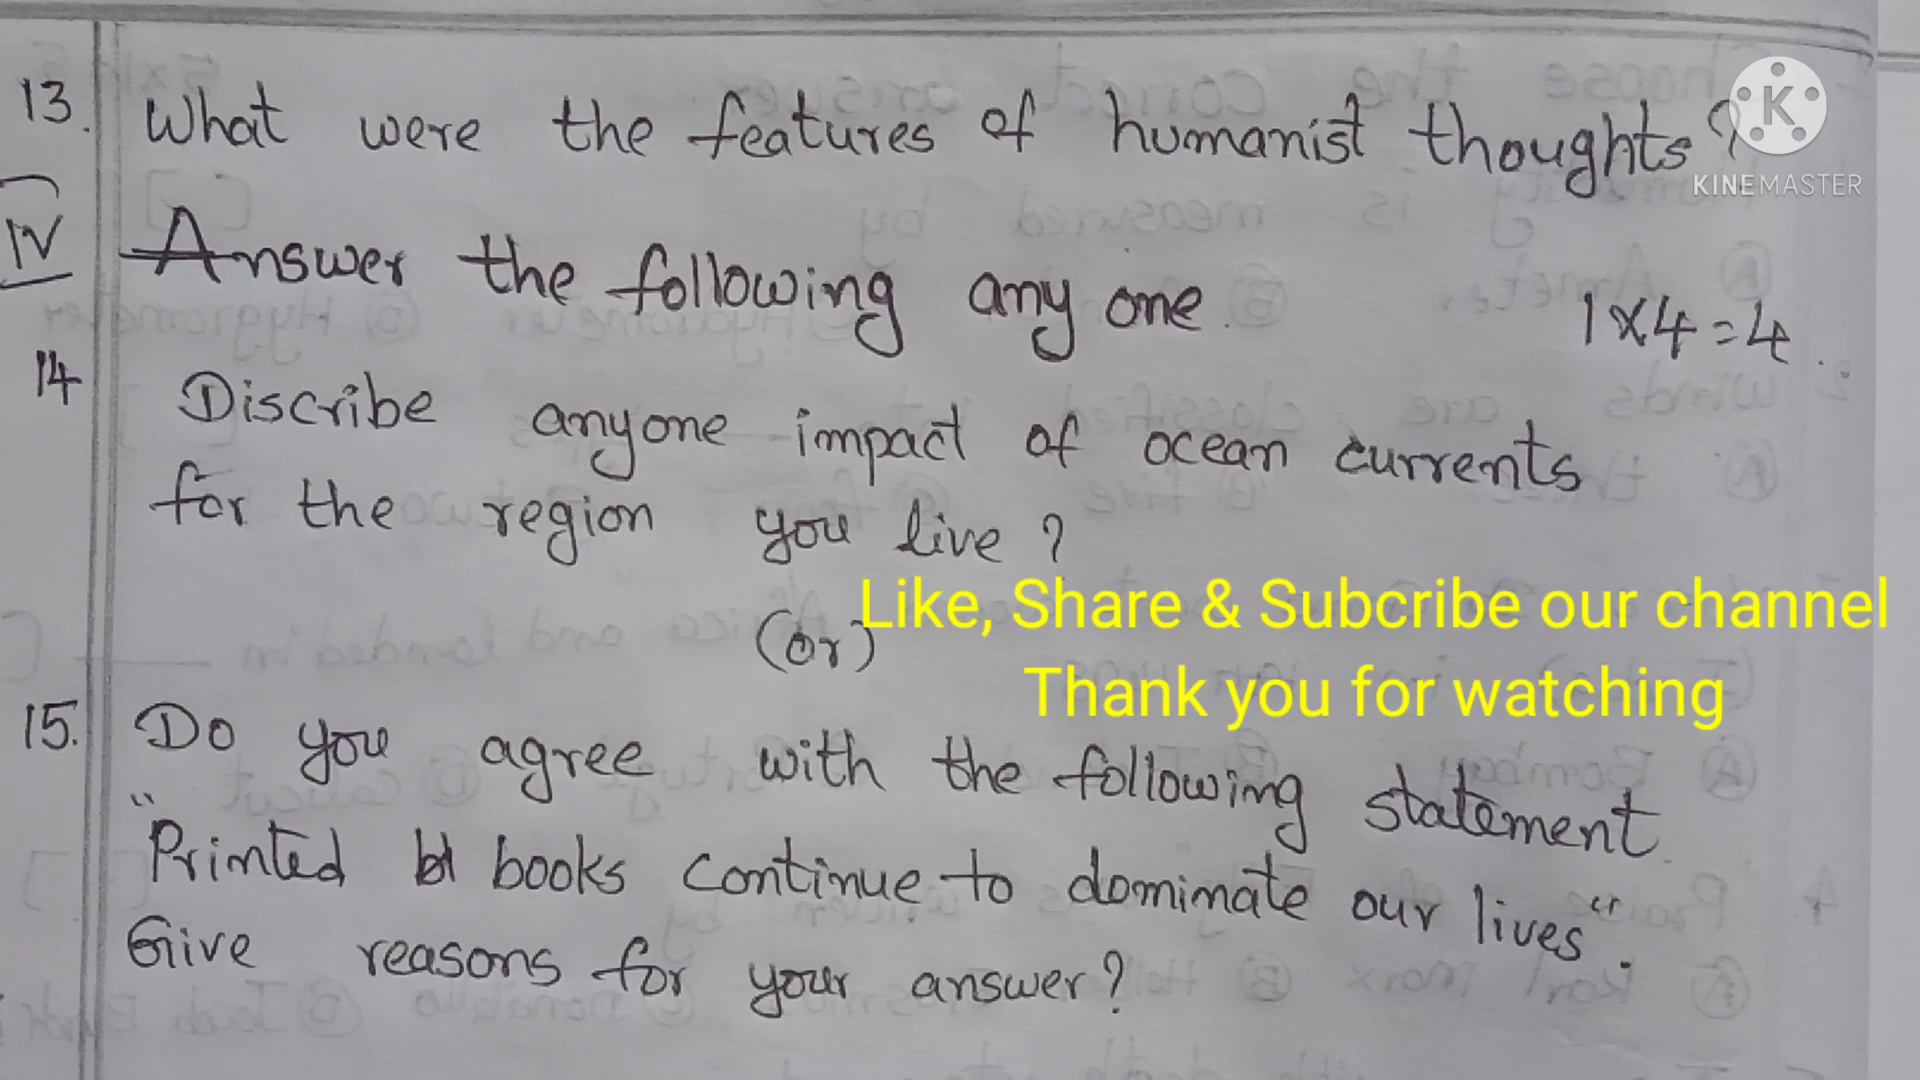 13. What were the features of humanist thoughts?
KINEMASTER
IV Answer the following any one. 1x4=4
14 Discribe anyone impact of ocean currents
for the region you live?
(or)
Like, Share & Subcribe our channel
Thank you for watching
15. Do you agree with the following statement.
"Printed books continue to dominate our lives".
Give reasons for your answer?